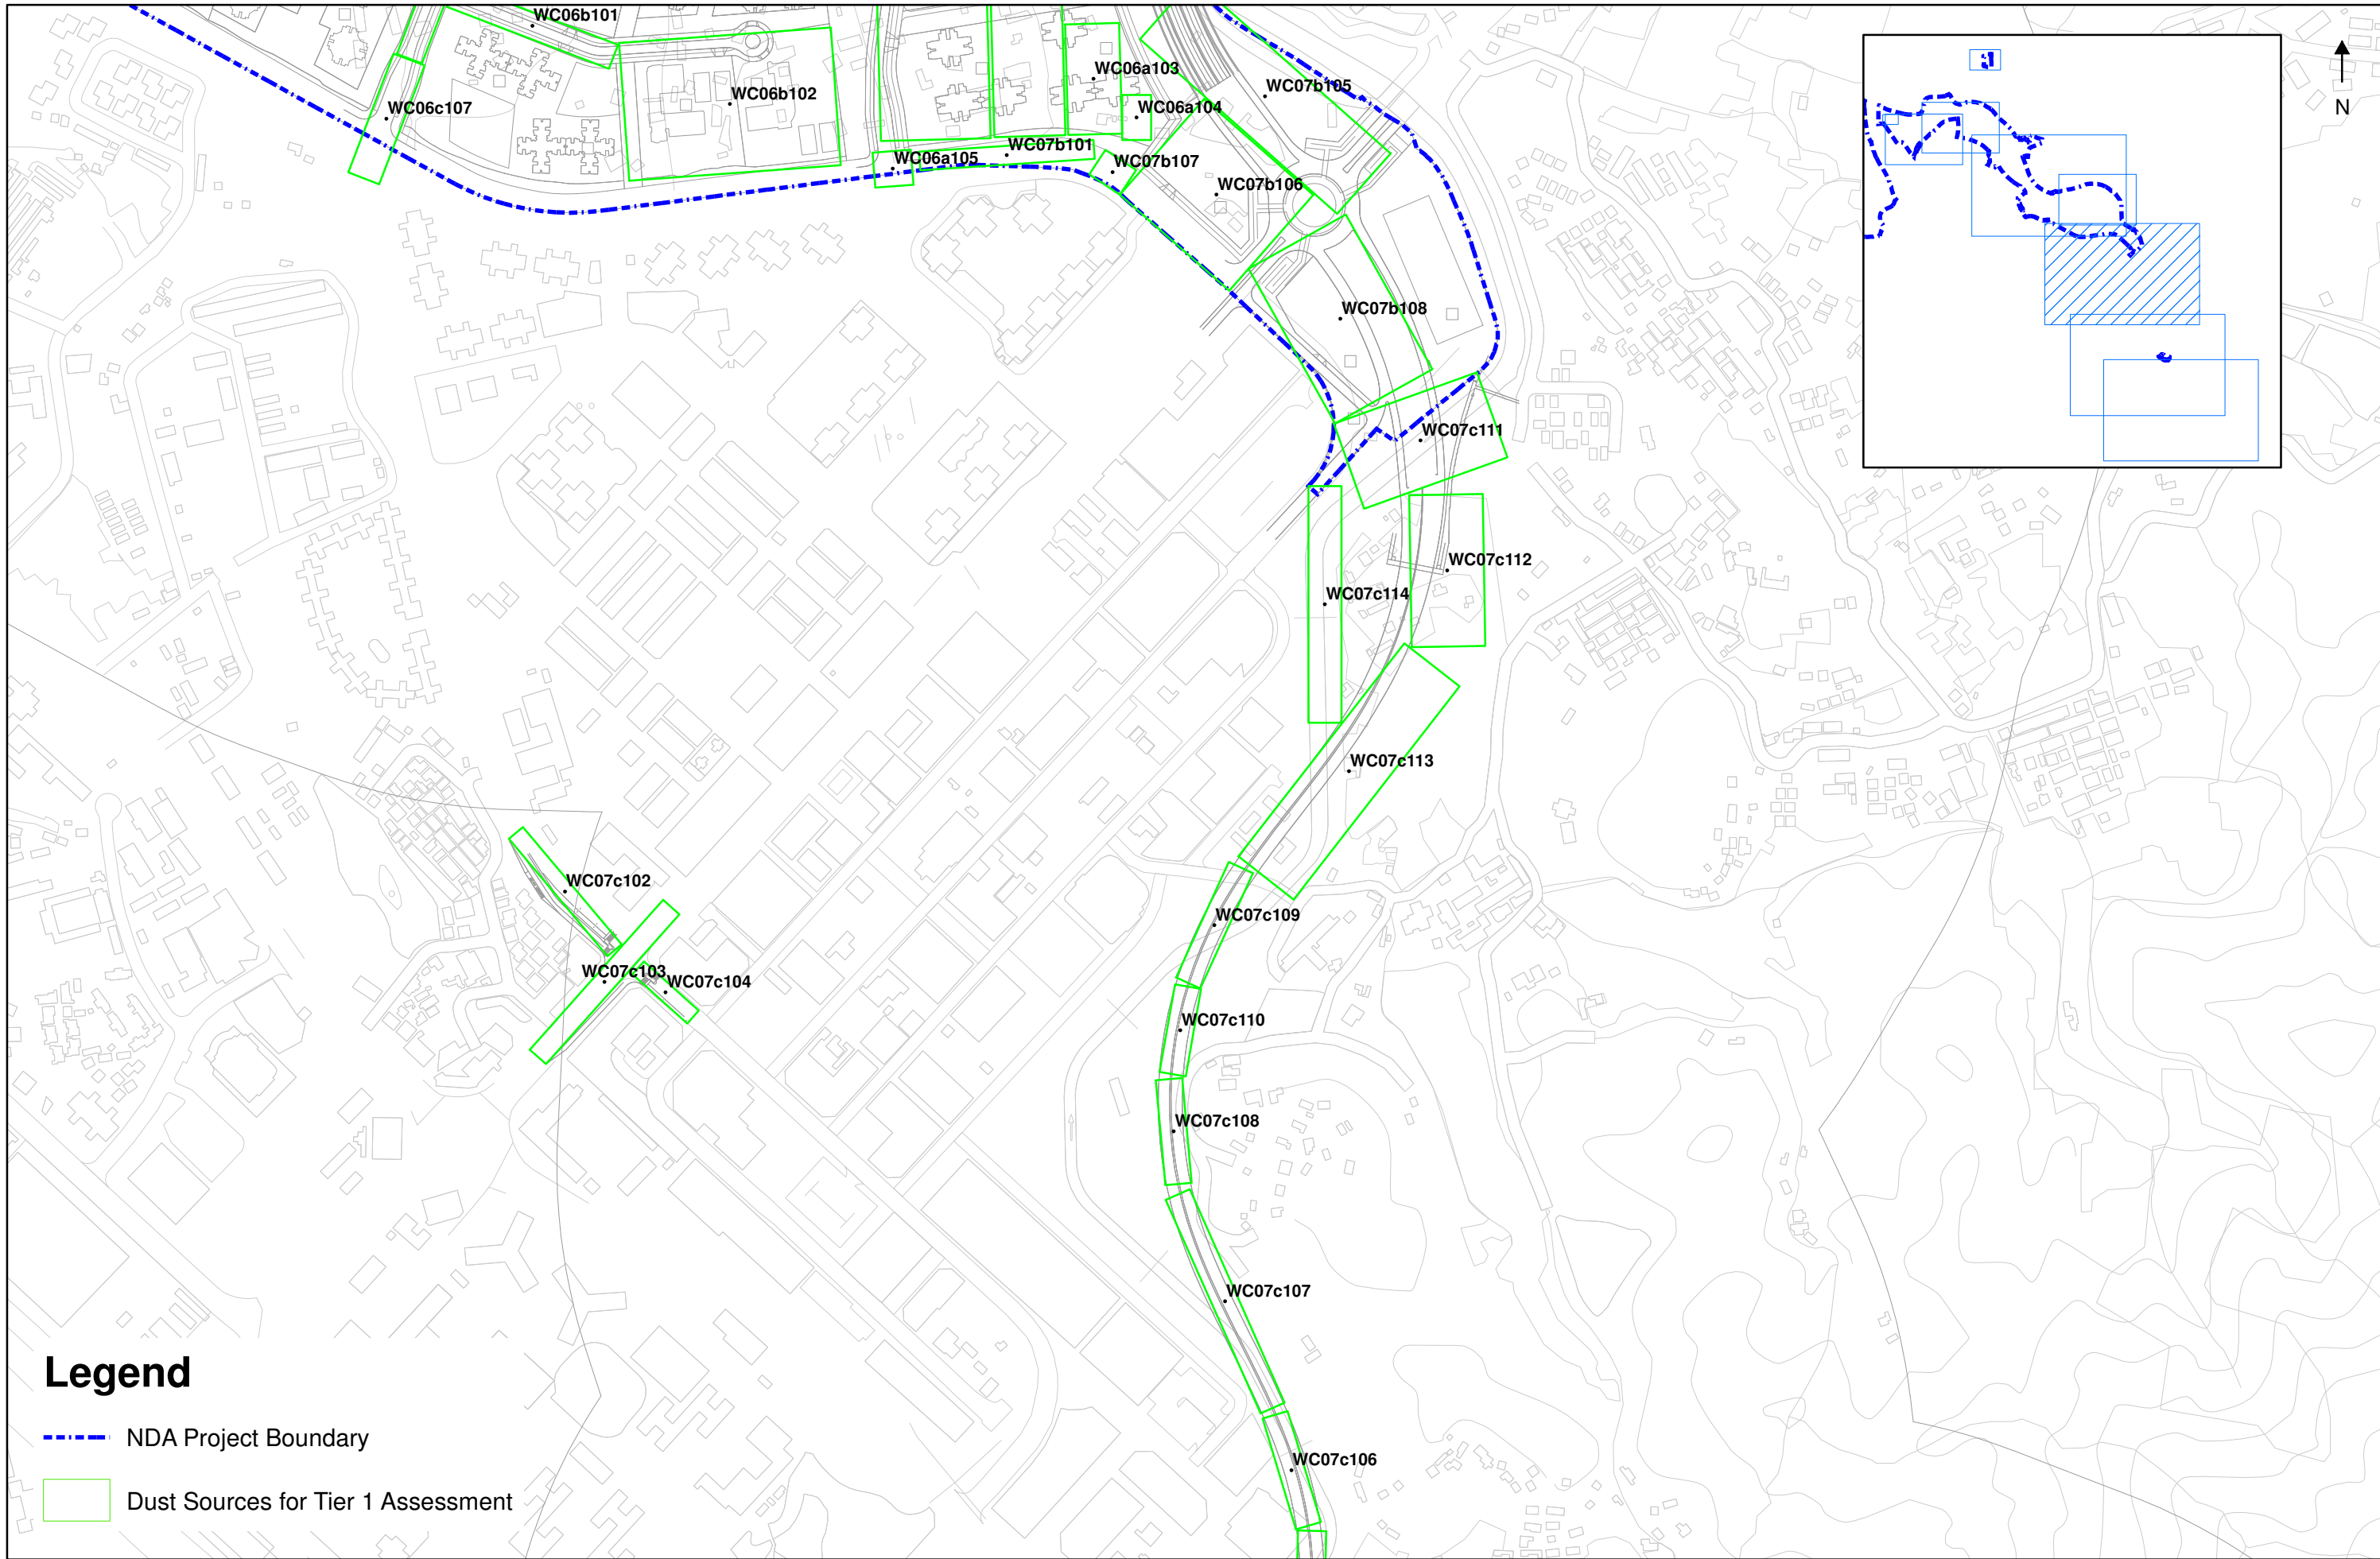 WC06b101
WC06c107
WC06b102
WC06a103
WC06a104
WC07b105
WC06a105
WC07b101
WC07b107
WC07b106
N
WC07b108
WC07c111
WC07c112
WC07c114
WC07c113
WC07c102
WC07c109
WC07c103
WC07c104
WC07c110
WC07c108
WC07c107
WC07c106
Legend
NDA Project Boundary
Dust Sources for Tier 1 Assessment